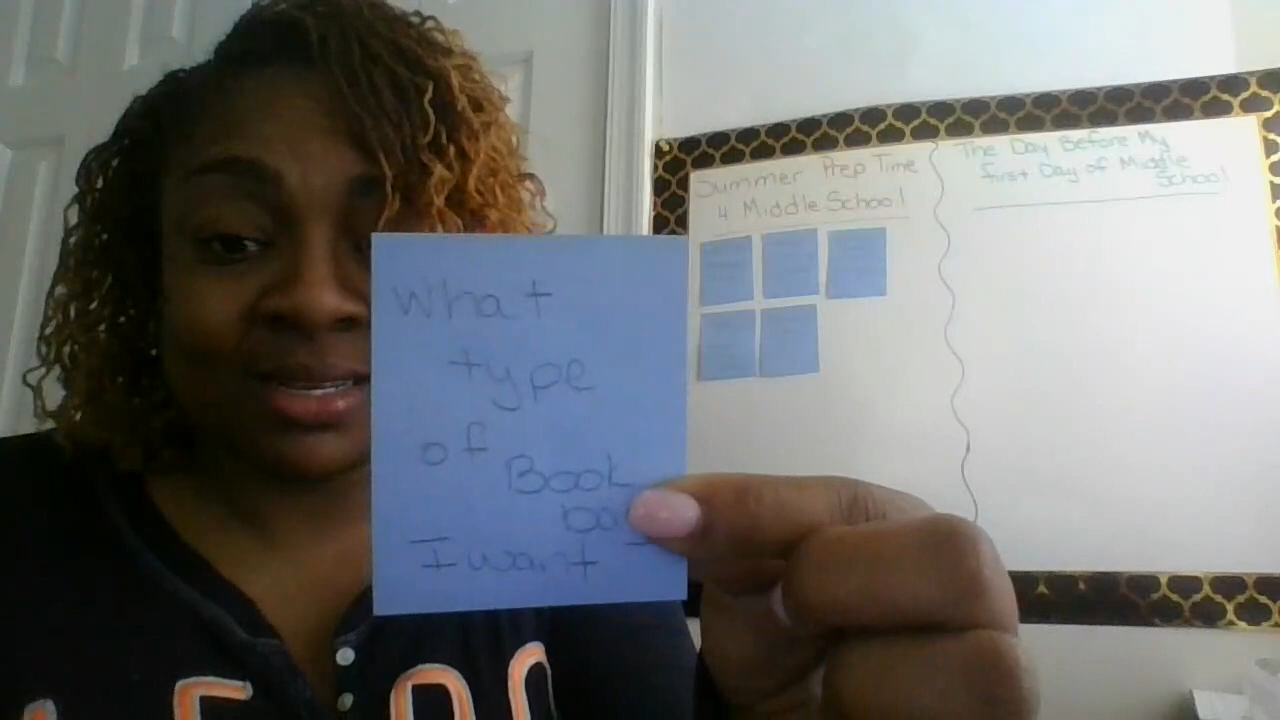 What
type
of
Book
I want
Summer Prep Time
4 Middle School
The Day Before My
first Day of Middle
School